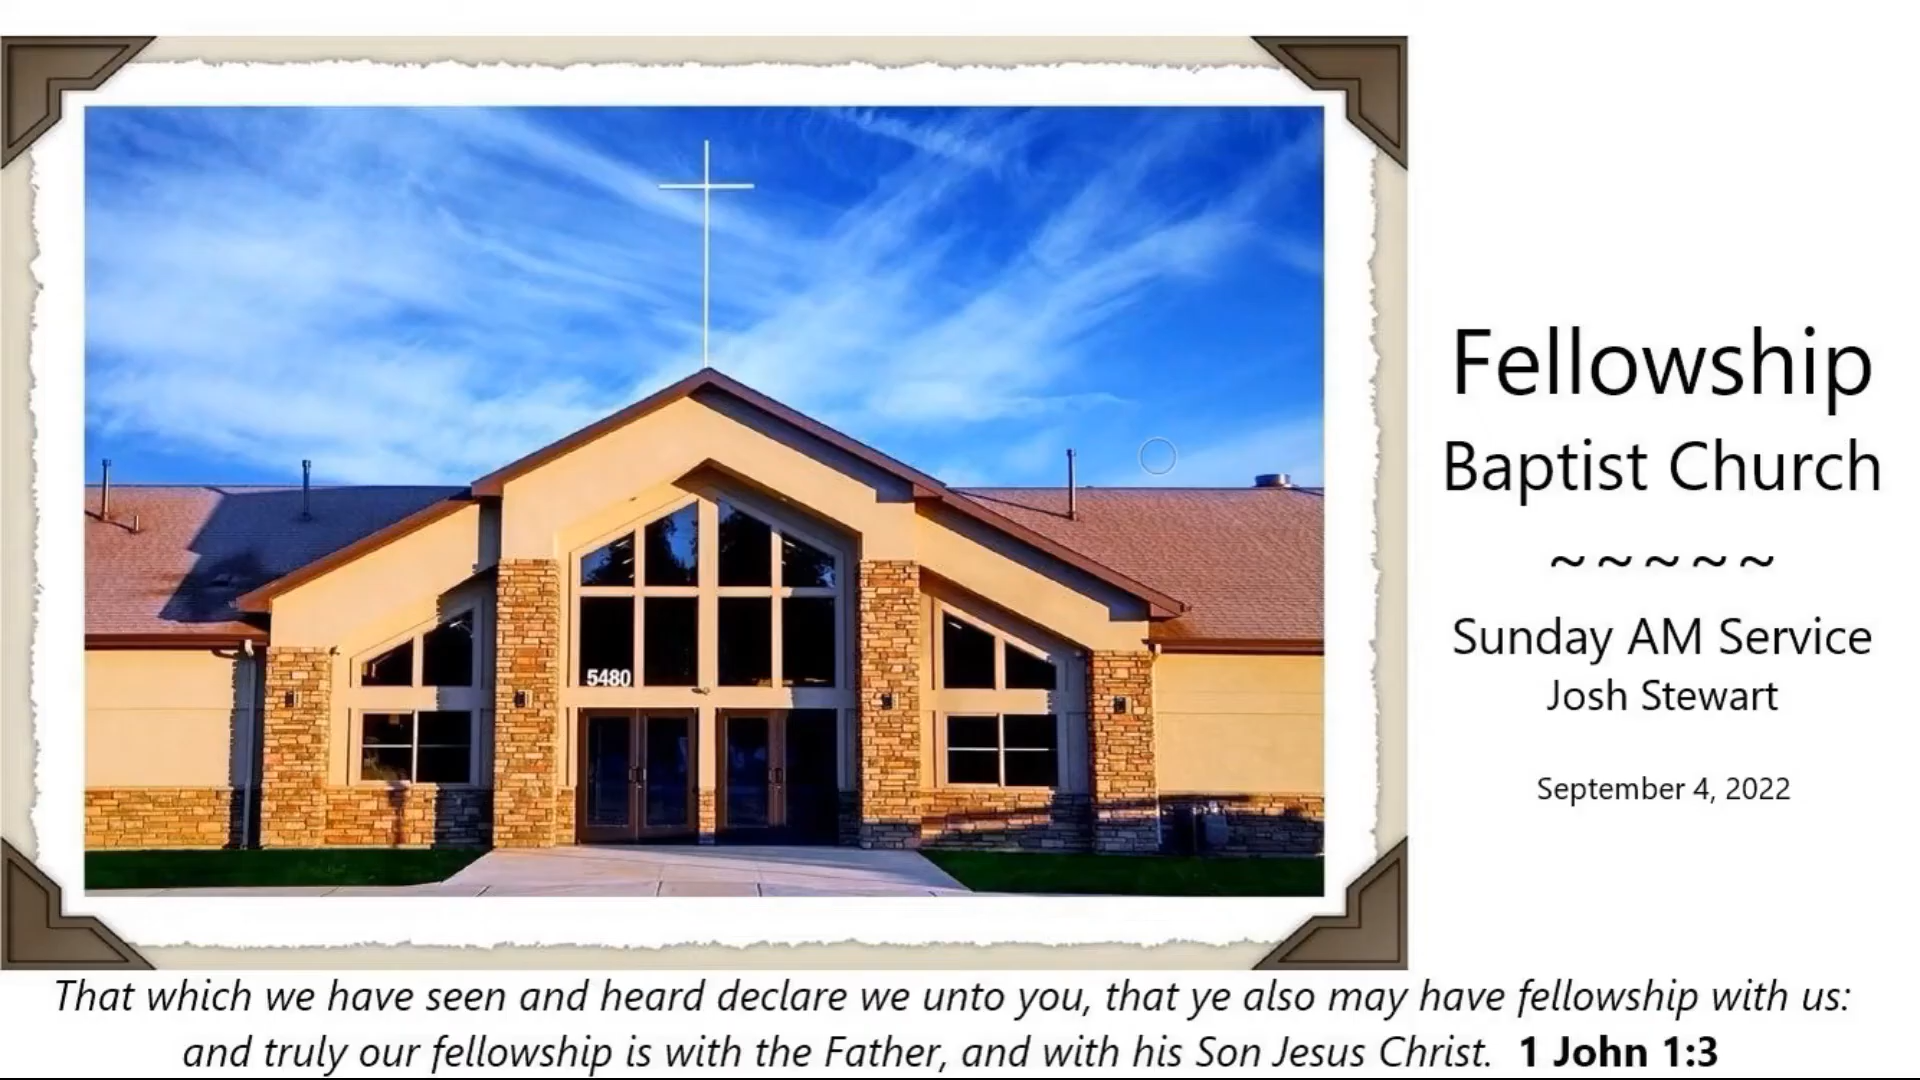 Fellowship
Baptist Church
~ ~ ~ ~ ~
Sunday AM Service
Josh Stewart
September 4, 2022
5480
That which we have seen and heard declare we unto you, that ye also may have fellowship with us:
and truly our fellowship is with the Father, and with his Son Jesus Christ. 1 John 1:3